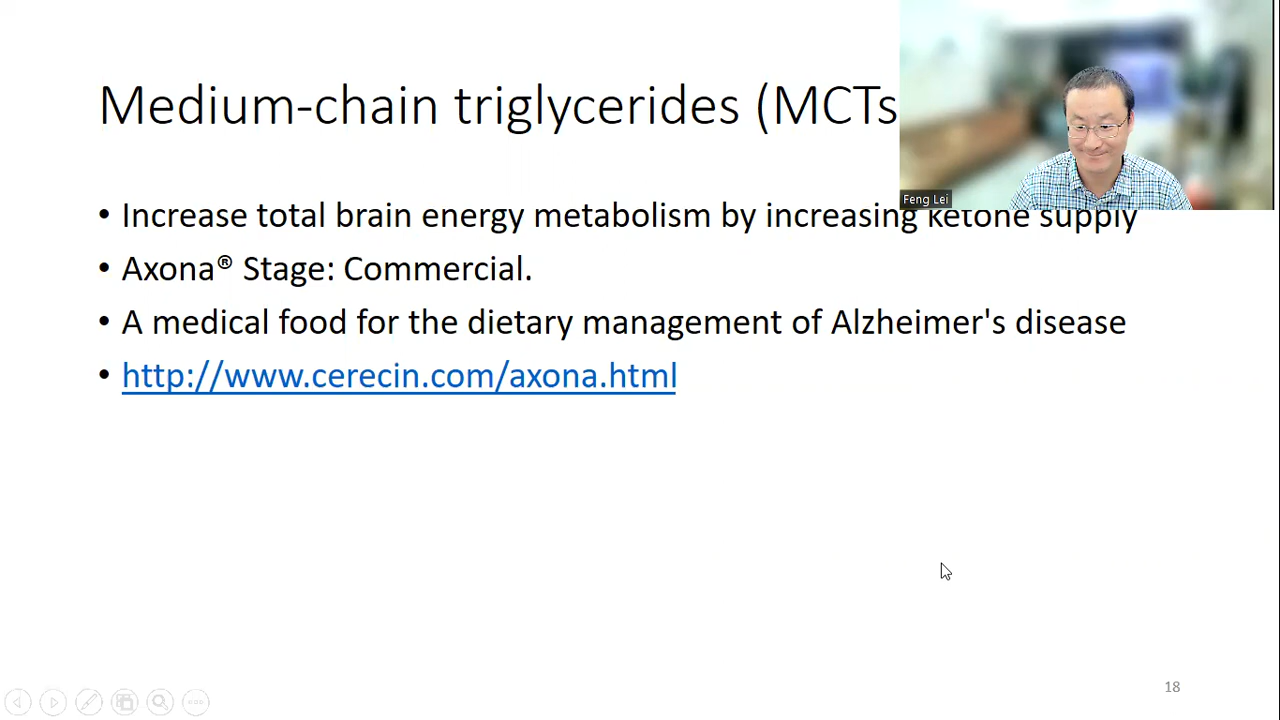 Medium-chain triglycerides (MCTs
Feng Lei
• Increase total brain energy metabolism by increasing ketone supply
• Axona® Stage: Commercial.
• A medical food for the dietary management of Alzheimer's disease
• http://www.cerecin.com/axona.html
18